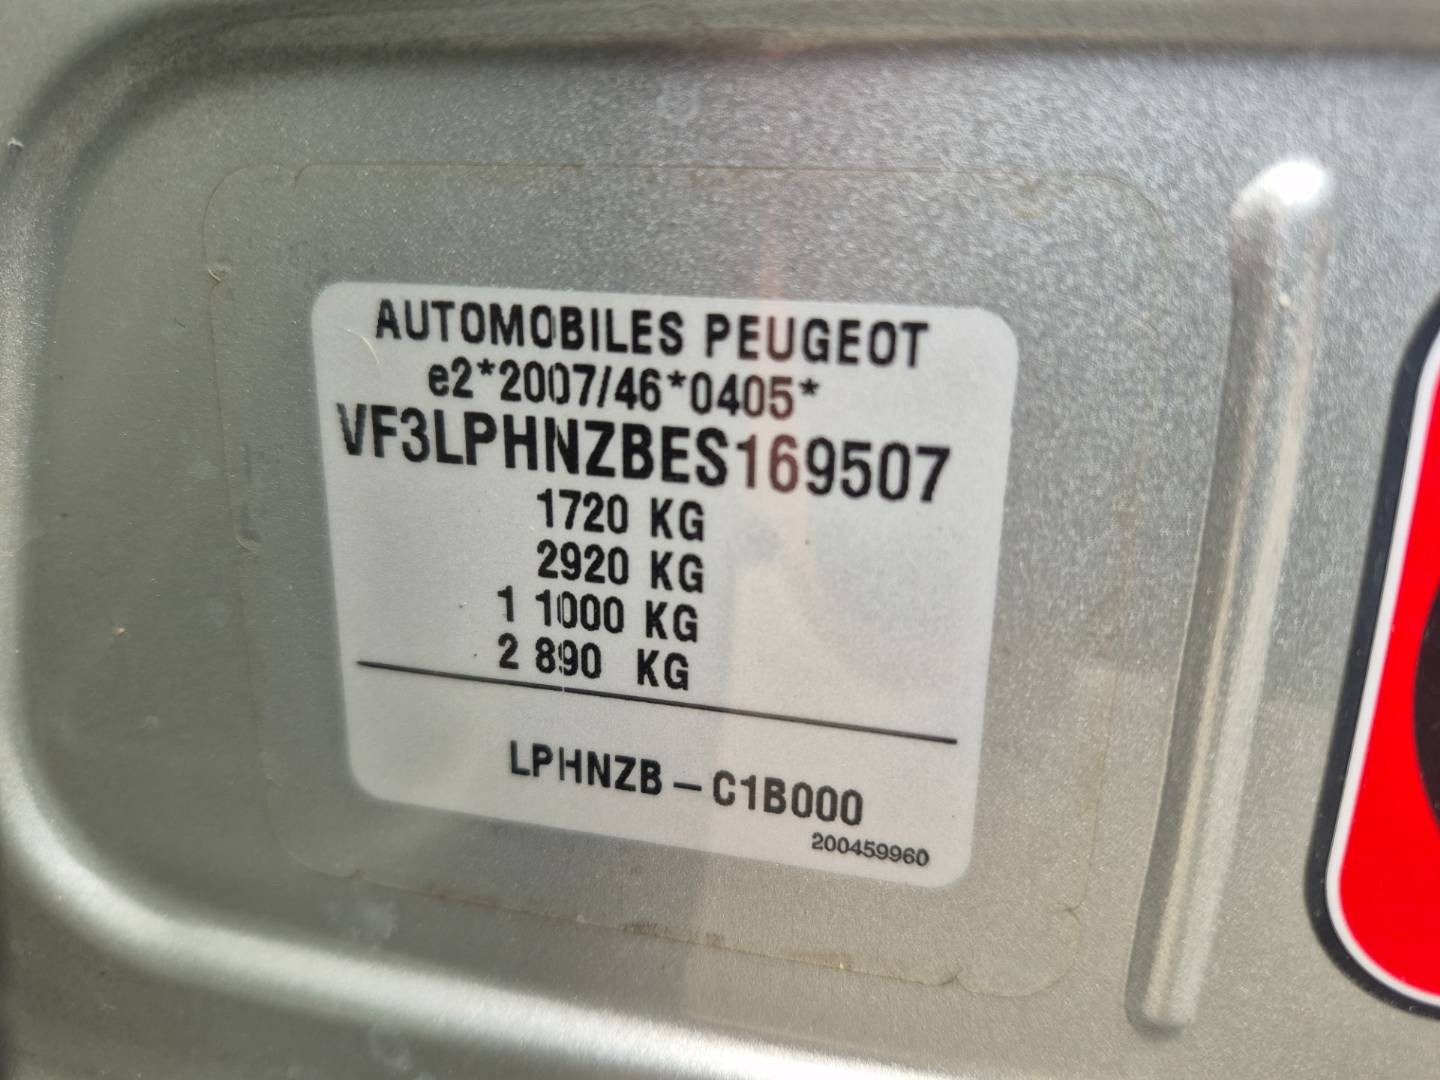 AUTOMOBILES PEUGEOT
e2*2007/46*0405*
VF3LPHNZBES169507
1720 KG
2920 KG
1 1000 KG
2 890 KG
LPHNZB – C1B000
200459960